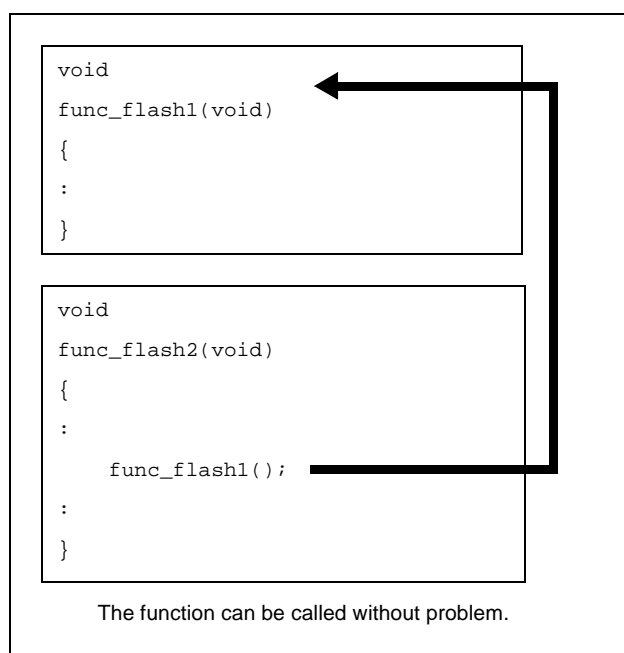 void
func_flash1(void)
{
:
}
void
func_flash2(void)
{
:
func_flash1();
:
}
The function can be called without problem.